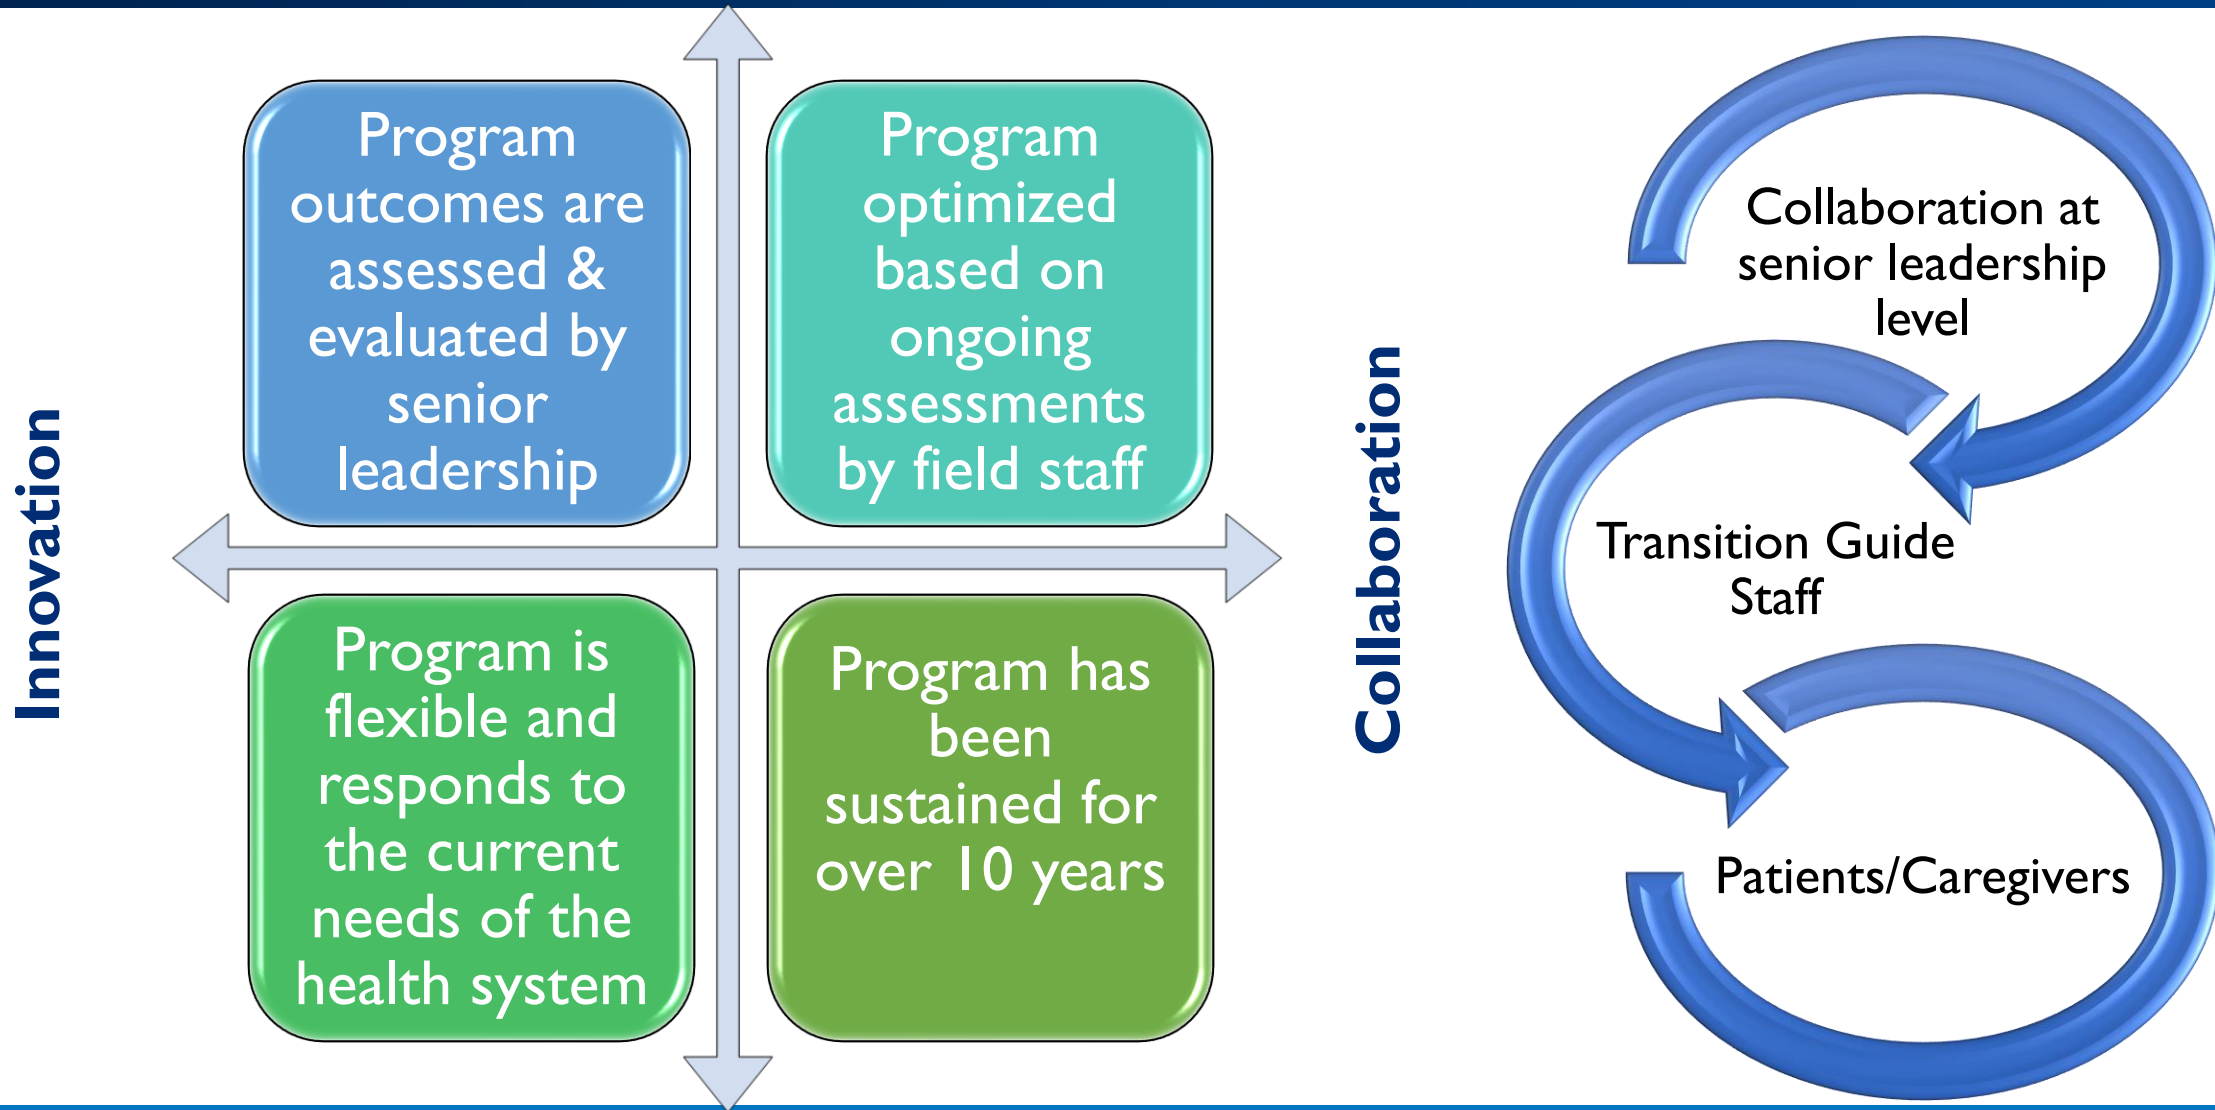 Innovation
Program
outcomes are
assessed &
evaluated by
senior
leadership
Program
optimized
based on
ongoing
assessments
by field staff
Program is
flexible and
responds to
the current
needs of the
health system
Program has
been
sustained for
over 10 years
Collaboration
Collaboration at
senior leadership
level
Transition Guide
Staff
Patients/Caregivers